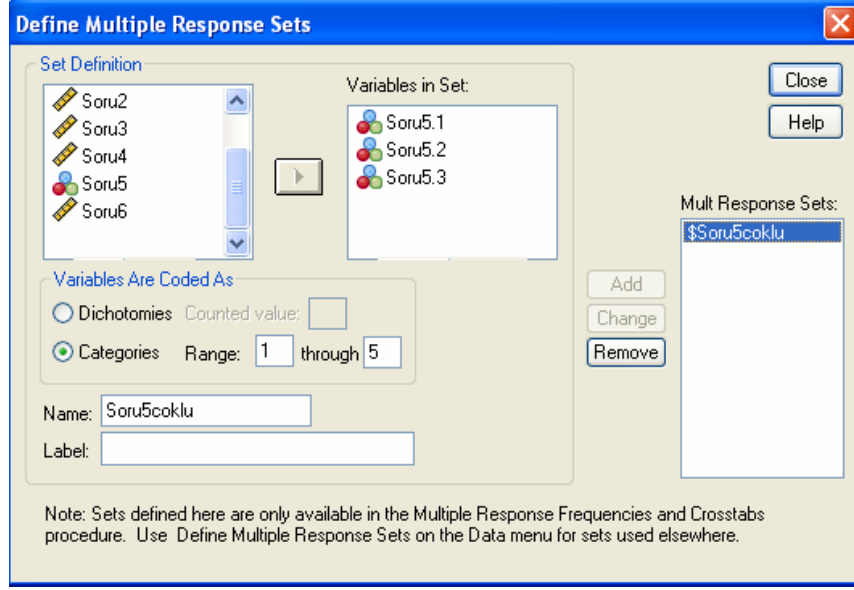 Define Multiple Response Sets
Set Definition
Soru2
Soru3
Soru4
Soru5
Soru6
Variables in Set:
Soru5.1
Soru5.2
Soru5.3
Close
Help
Mult Response Sets:
$Soru5coklu
Variables Are Coded As
Dichotomies Counted value:
Categories Range: 1 through 5
Add
Change
Remove
Name: Soru5coklu
Label:
Note: Sets defined here are only available in the Multiple Response Frequencies and Crosstabs
procedure. Use Define Multiple Response Sets on the Data menu for sets used elsewhere.